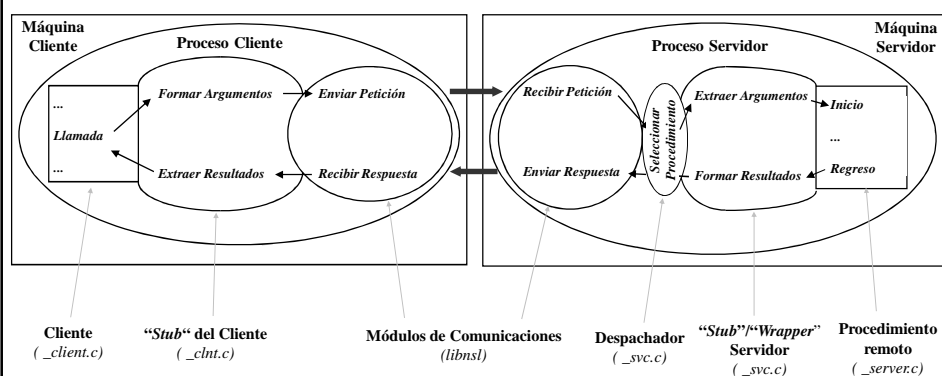 Máquina
Cliente
Proceso Cliente
...
Llamada
...
Formar Argumentos
Extraer Resultados
Enviar Petición
Recibir Respuesta
Máquina
Servidor
Proceso Servidor
Recibir Petición
Enviar Respuesta
Seleccionar
Procedimiento
Extraer Argumentos
Formar Resultados
Inicio
...
Regreso
Cliente
( _client.c)
“Stub“ del Cliente
( _clnt.c)
Módulos de Comunicaciones
(libnsl)
Despachador
( _svc.c)
“Stub”/“Wrapper”
Servidor
( _svc.c)
Procedimiento
remoto
( _server.c)